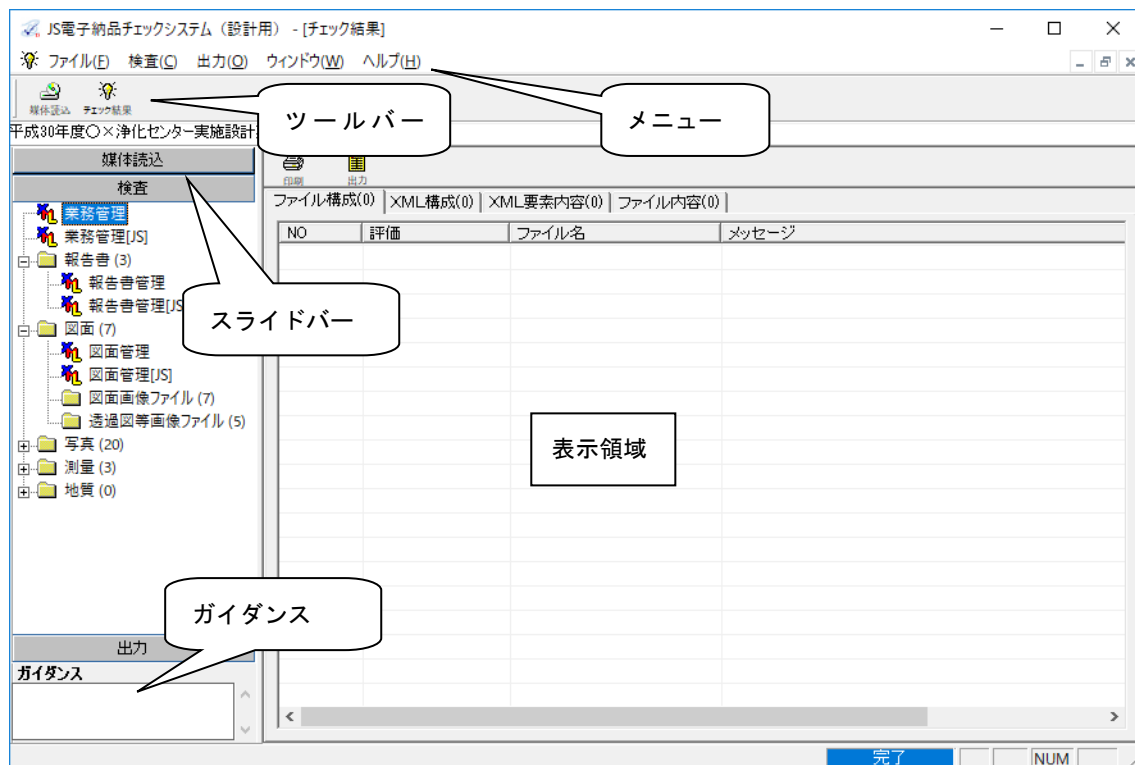 JS電子納品チェックシステム（設計用） - [チェック結果]
ファイル(F) 検査(C) 出力(O) ウィンドウ(W) ヘルプ(H)
媒体読込 チェック結果
ツールバー
メニュー
平成30年度〇×浄化センター実施設計
媒体読込
印刷 出力
検査
ファイル構成(0) XML構成(0) XML要素内容(0) ファイル内容(0)
NO 評価 ファイル名 メッセージ
業務管理
業務管理[JS]
報告書 (3)
報告書管理
報告書管理[JS
スライドバー
図面 (7)
図面管理
図面管理[JS]
図面画像ファイル (7)
透過図等画像ファイル (5)
写真 (20)
測量 (3)
地質 (0)
表示領域
ガイダンス
出力
ガイダンス
完了 NUM